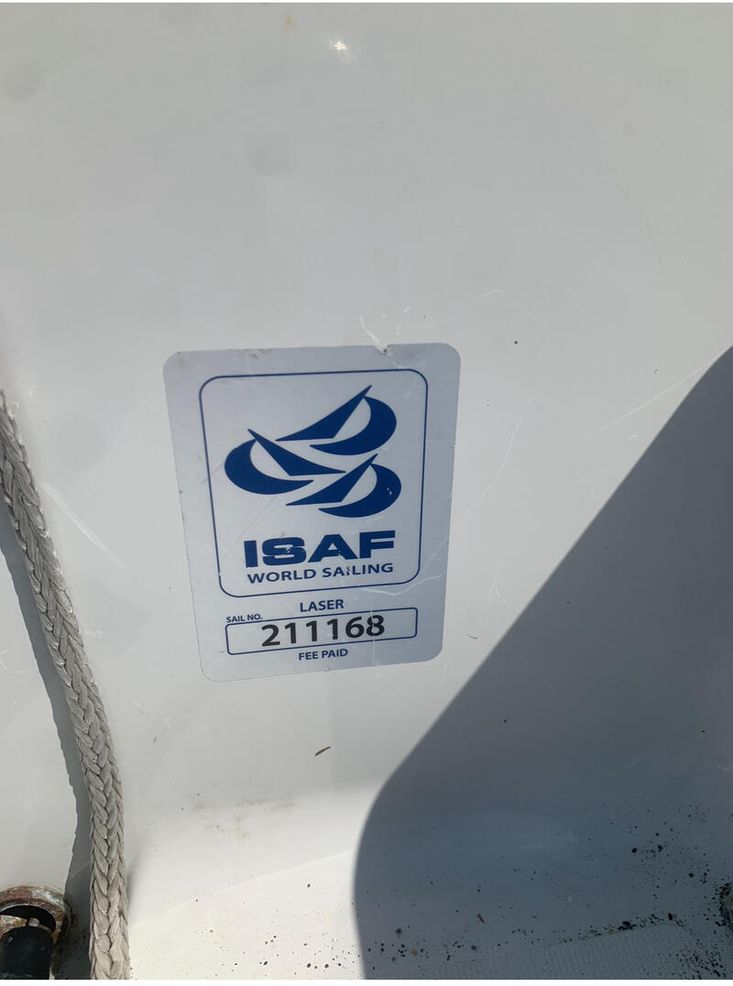 ISAF
WORLD SAILING
LASER
SAIL NO.
211168
FEE PAID